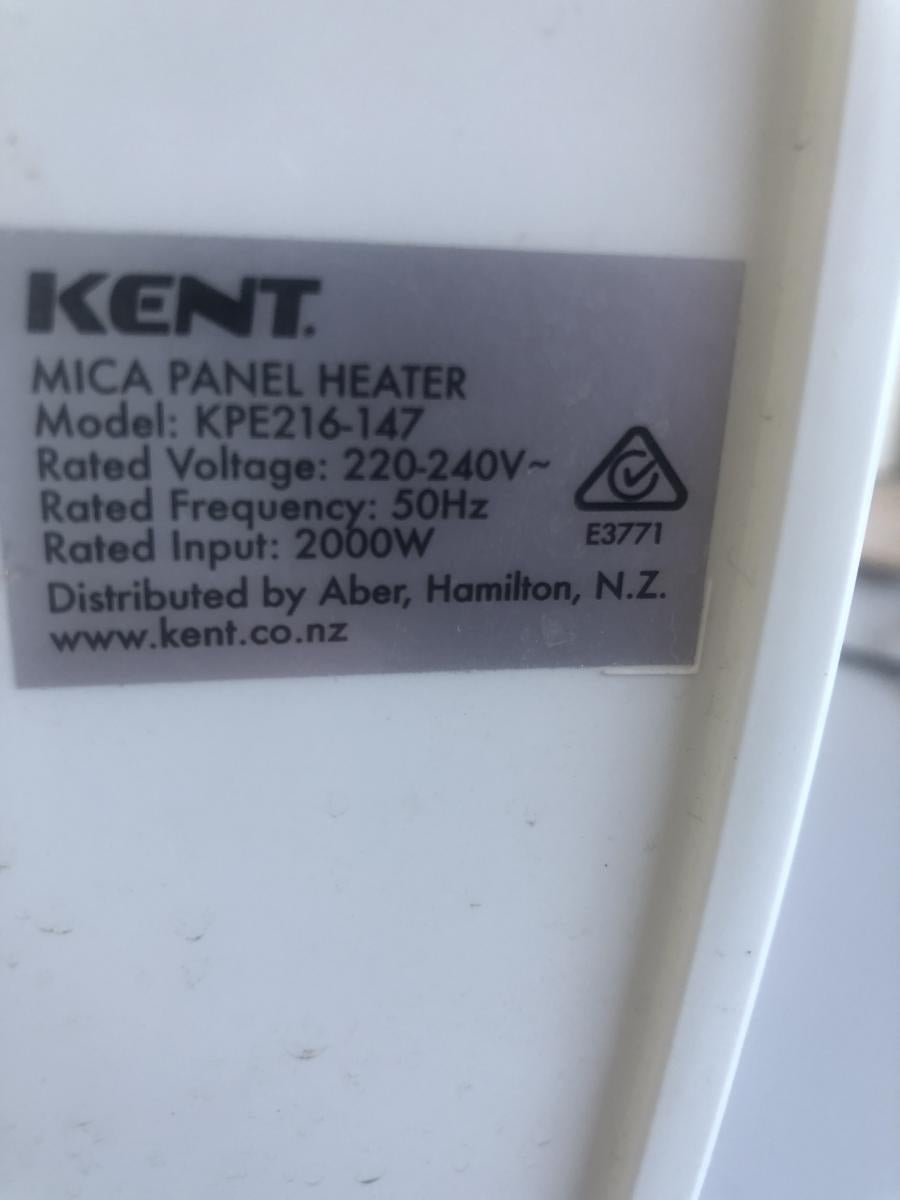 KENT.
MICA PANEL HEATER
Model: KPE216-147
Rated Voltage: 220-240V~
Rated Frequency: 50Hz
Rated Input: 2000W
E3771
Distributed by Aber, Hamilton, N.Z.
www.kent.co.nz